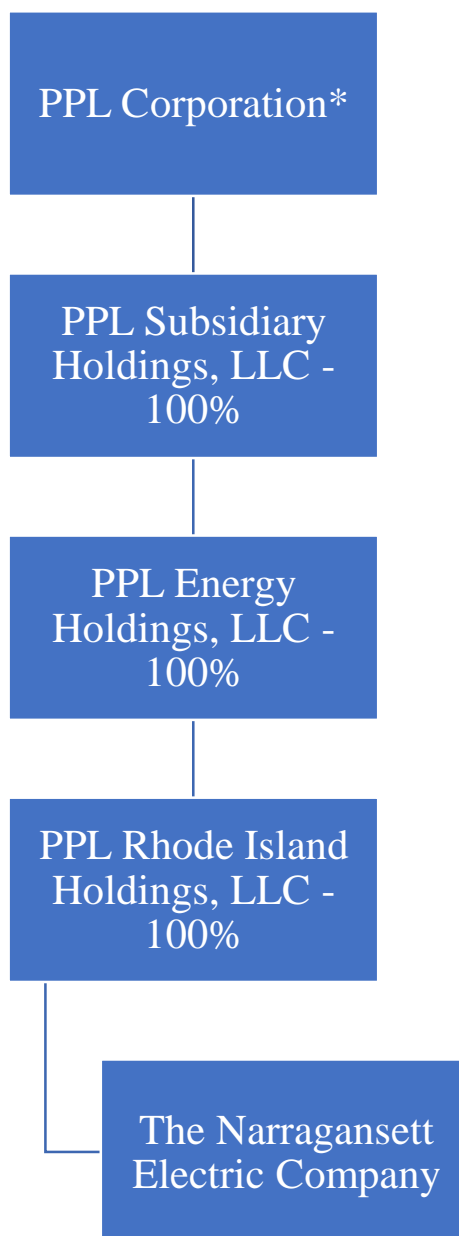 PPL Corporation*
PPL Subsidiary
Holdings, LLC -
100%
PPL Energy
Holdings, LLC -
100%
PPL Rhode Island
Holdings, LLC -
100%
The Narragansett
Electric Company